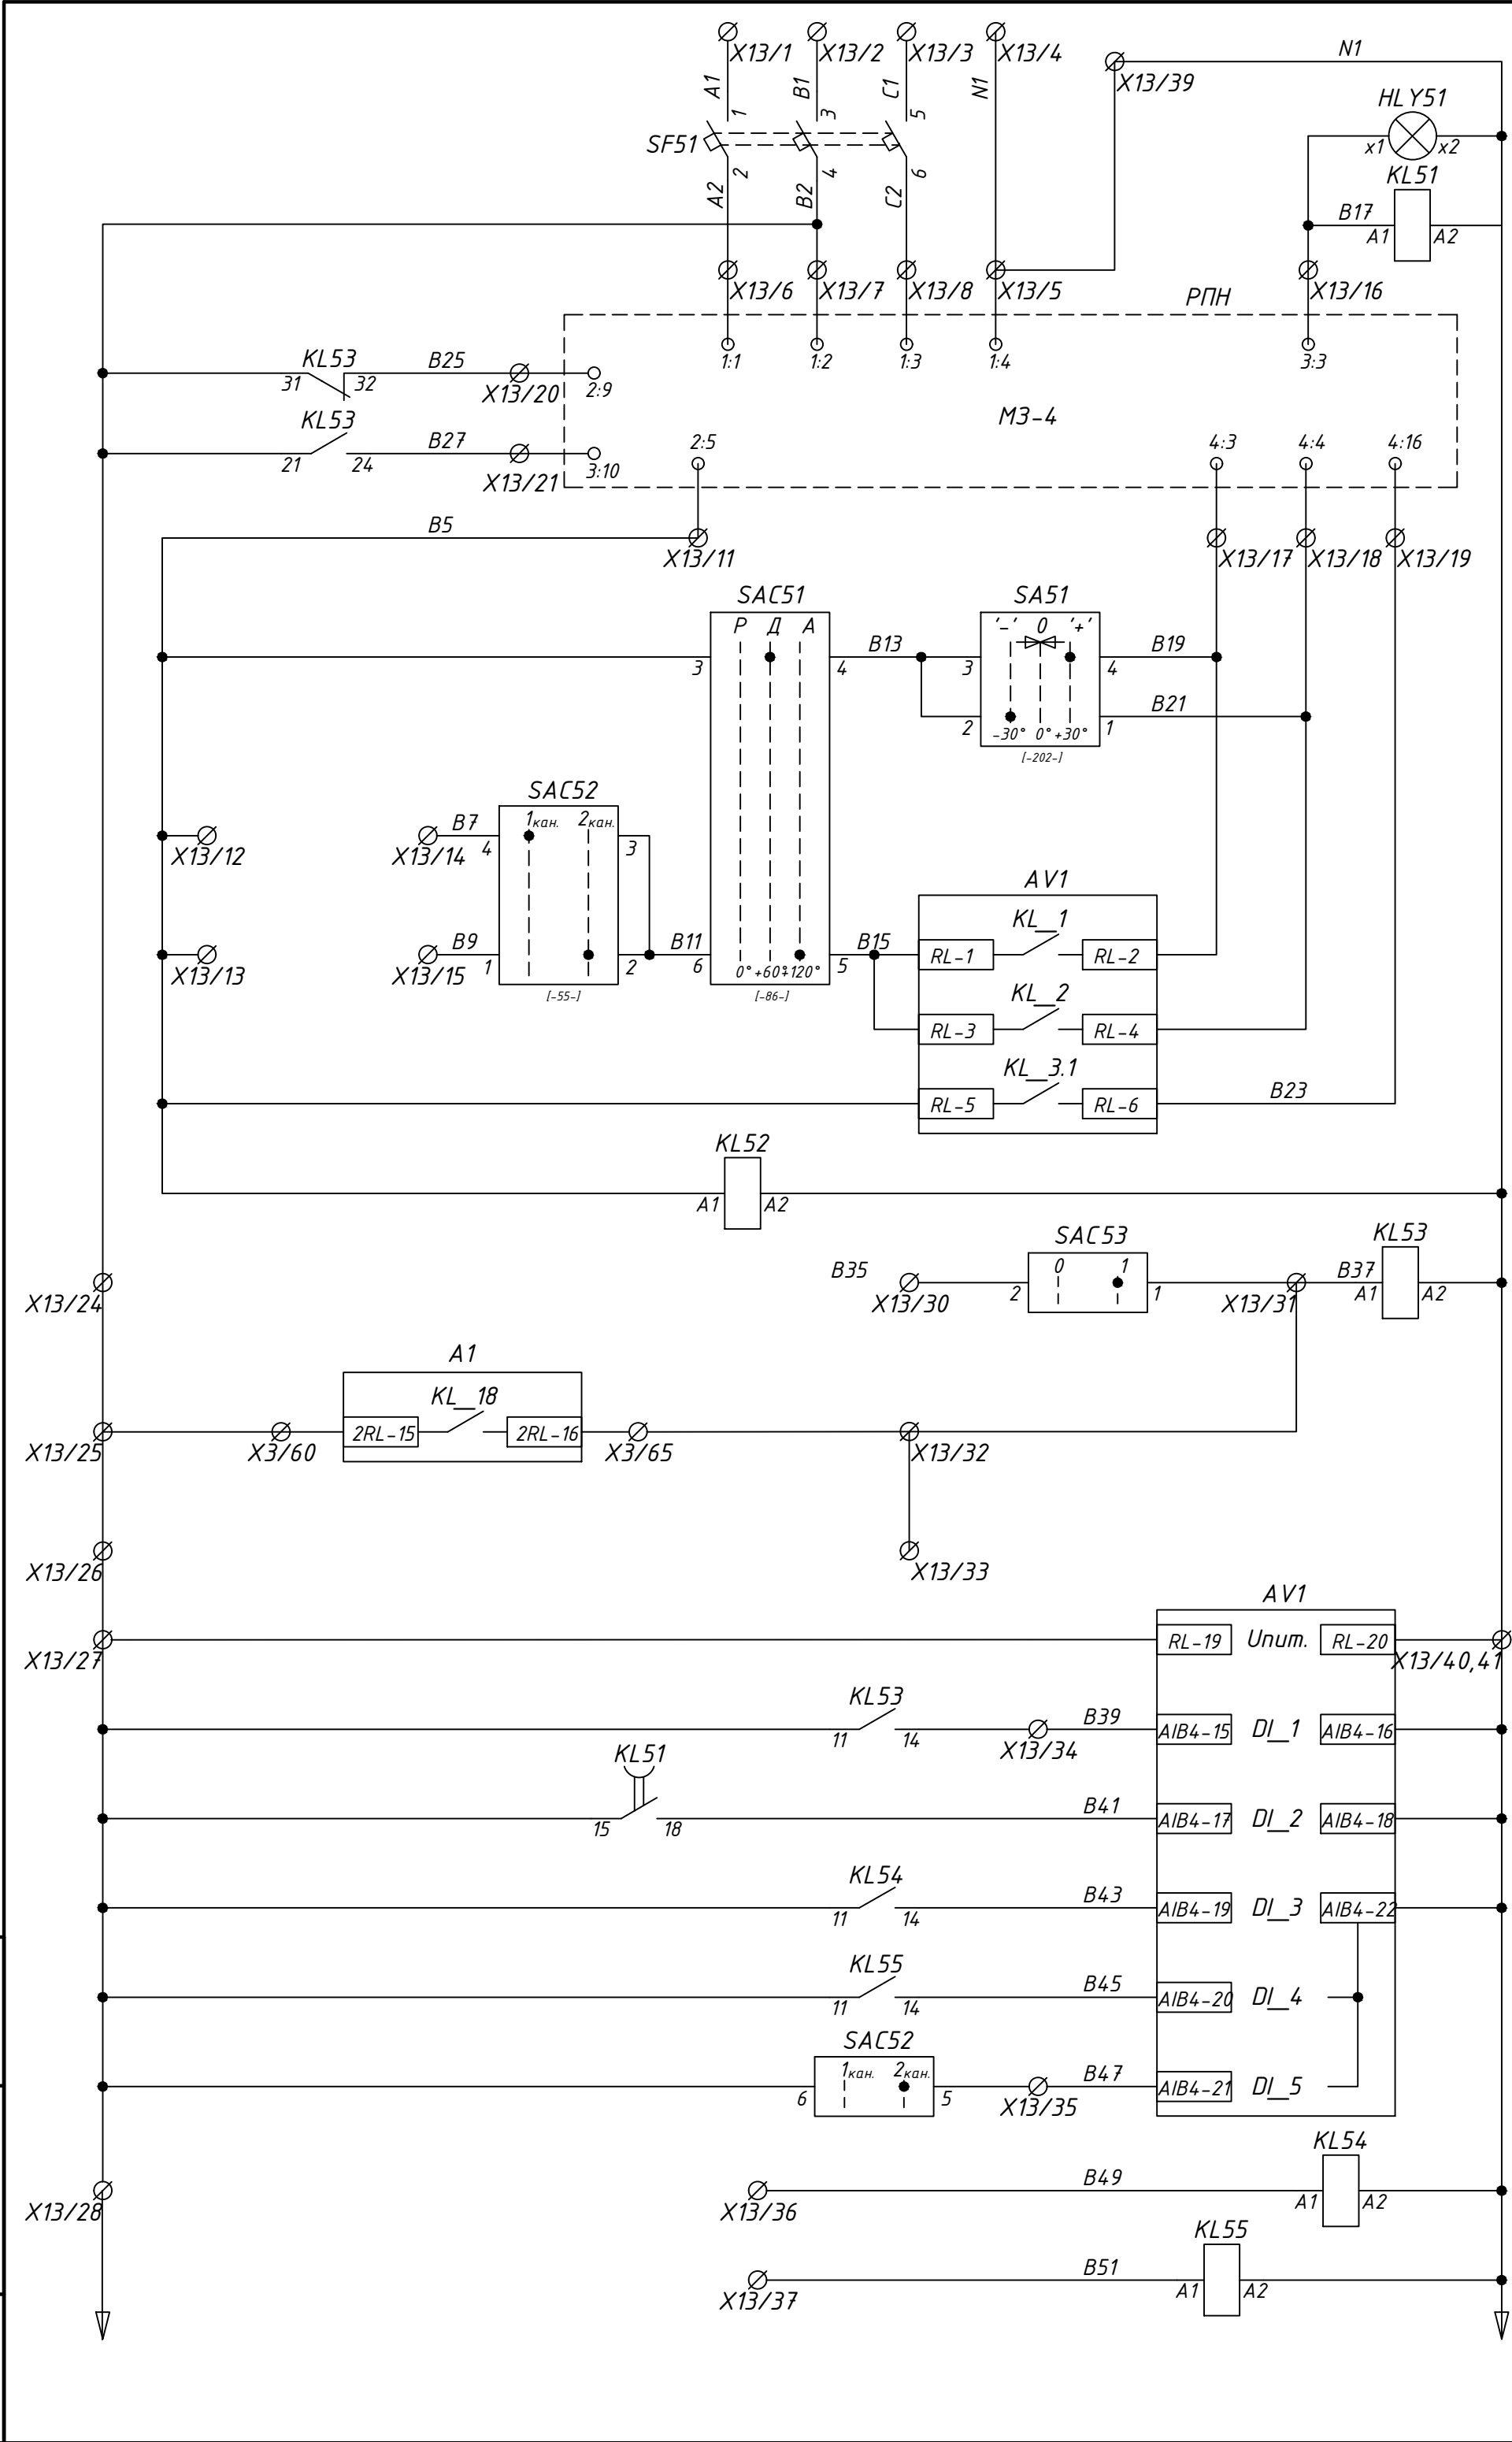 X13/1
X13/2
X13/3
X13/4
X13/39
N1
A1
B1
C1
N1
1
3
5
SF51
2
4
6
A2
B2
C2
HLY51
x1
x2
KL51
B17
A1
A2
X13/6
X13/7
X13/8
X13/5
РПН
X13/16
1:1
1:2
1:3
1:4
3:3
KL53
31
32
B25
X13/20
2:9
МЗ-4
KL53
21
24
B27
X13/21
3:10
2:5
4:3
4:4
4:16
B5
X13/11
X13/17
X13/18
X13/19
SAC51
Р Д А
3
4
B13
SA51
'-' 0 '+'
3
4
B19
2
1
B21
-30° 0° +30°
[-202-]
SAC52
1кан. 2кан.
X13/12
X13/14
B7
4
3
X13/13
X13/15
B9
1
2
B11
6
5
B15
0° +60° +120°
[-55-]
[-86-]
AV1
KL__1
RL-1
RL-2
KL__2
RL-3
RL-4
KL__3.1
RL-5
RL-6
B23
KL52
A1
A2
SAC53
0 1
B35
X13/30
2
1
X13/31
B37
KL53
A1
A2
X13/24
A1
KL__18
X13/25
X3/60
2RL-15
2RL-16
X3/65
X13/32
X13/26
X13/33
AV1
X13/27
RL-19
Uпит.
RL-20
X13/40,41
KL53
11
14
X13/34
B39
AIB4-15
DI__1
AIB4-16
KL51
15
18
B41
AIB4-17
DI__2
AIB4-18
KL54
11
14
B43
AIB4-19
DI__3
AIB4-22
KL55
11
14
B45
AIB4-20
DI__4
SAC52
1кан. 2кан.
6
5
X13/35
B47
AIB4-21
DI__5
X13/28
X13/36
B49
KL54
A1
A2
X13/37
B51
KL55
A1
A2